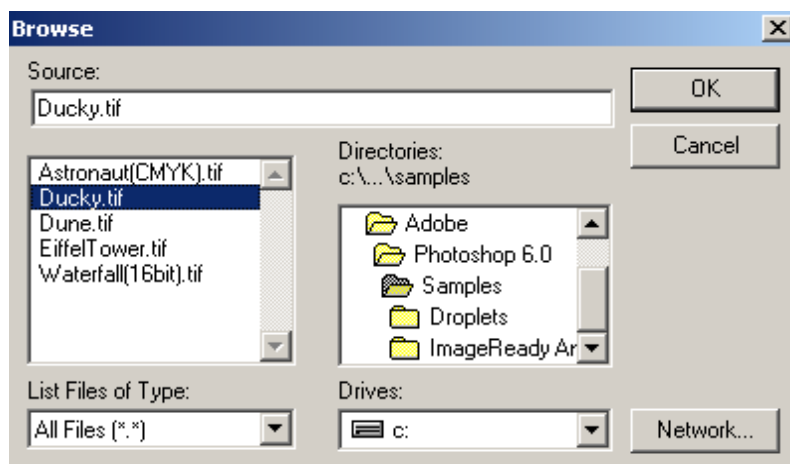 Browse
Source:
Ducky.tif
OK
Cancel
Astronaut(CMYK).tif
Ducky.tif
Dune.tif
EiffelTower.tif
Waterfall(16bit).tif
Directories:
c:\...\samples
Adobe
Photoshop 6.0
Samples
Droplets
ImageReady Ar
List Files of Type:
All Files (*.*)
Drives:
c:
Network...